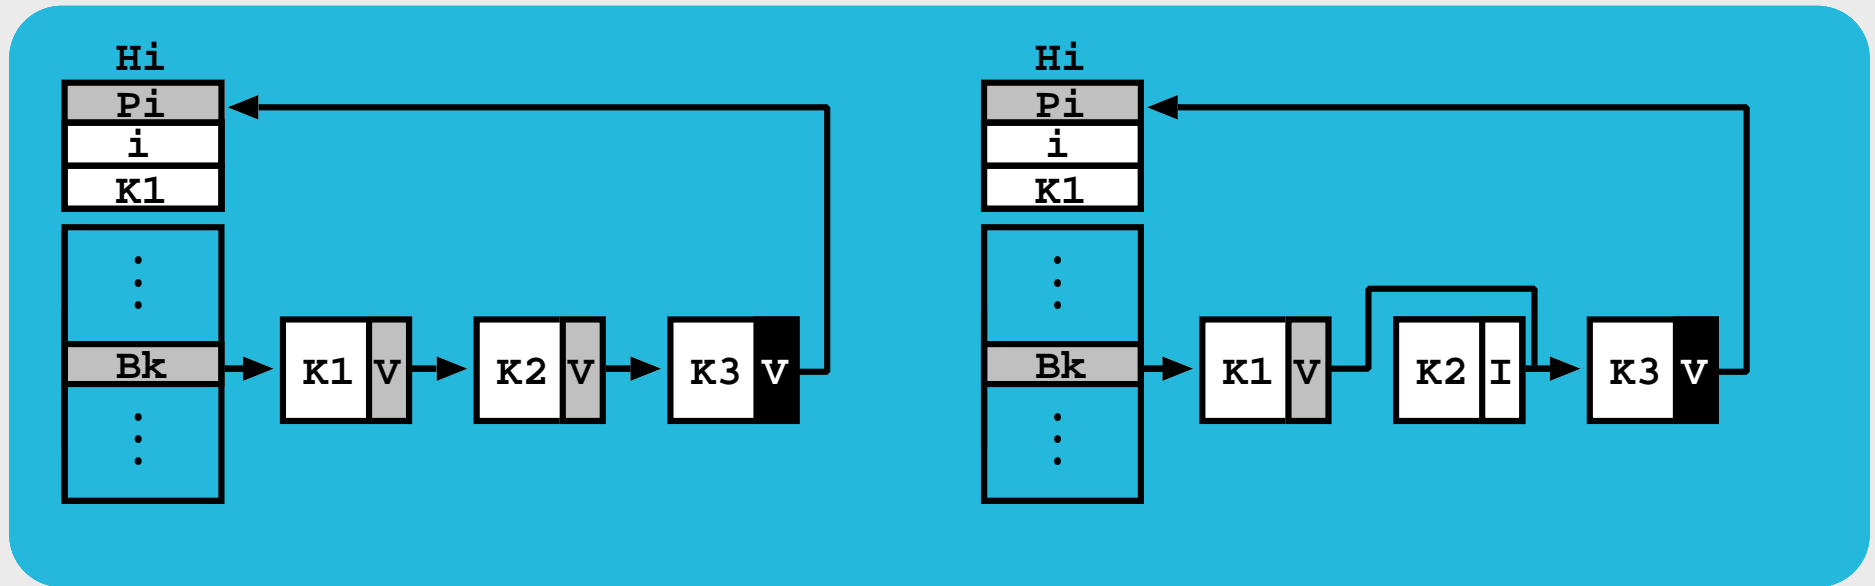 Hi
Pi
i
K1
⋮
Bk
K1 V
K2 V
K3 V
⋮
Hi
Pi
i
K1
⋮
Bk
K1 V
K2 I
K3 V
⋮